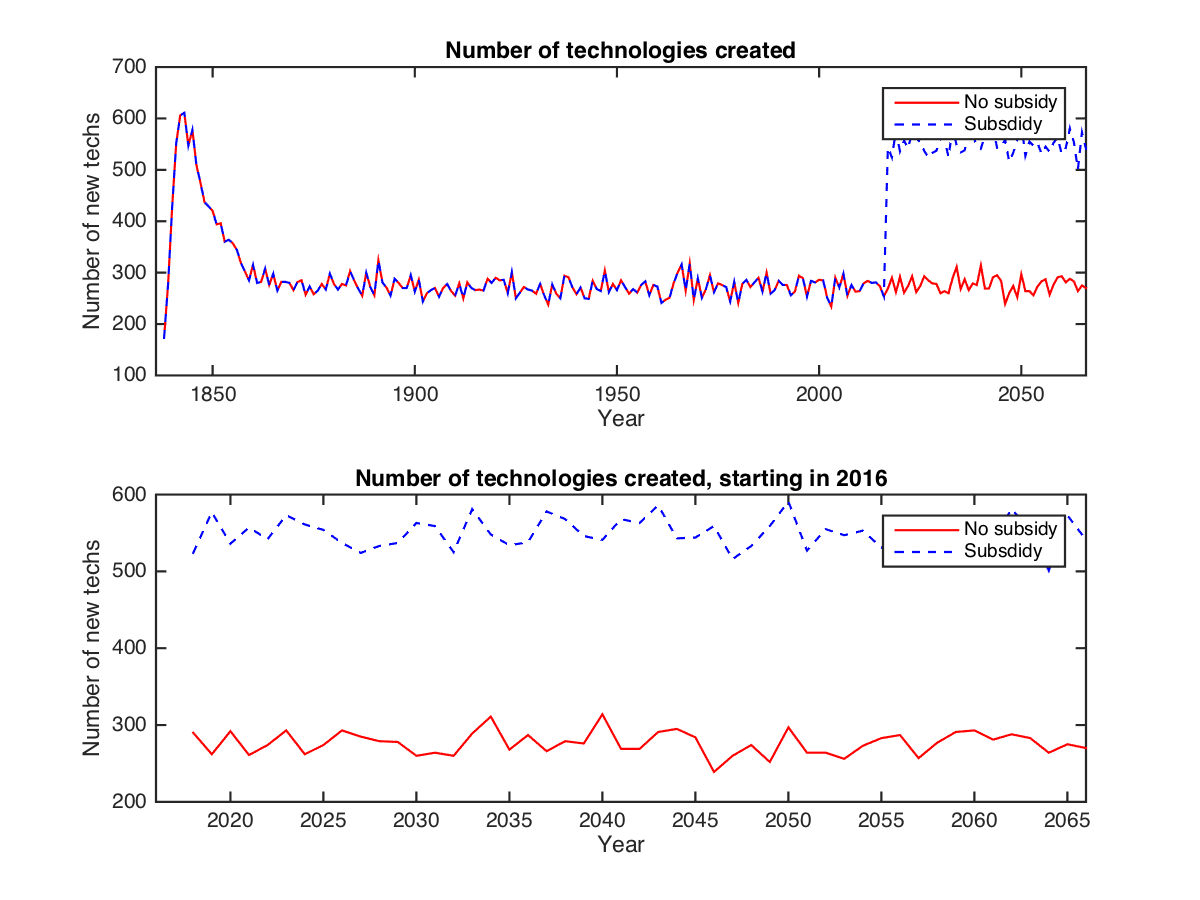 Number of technologies created
700
600
500
400
300
200
100
Number of new techs
No subsidy
Subsdidy
1850 1900 1950 2000 2050
Year
Number of technologies created, starting in 2016
600
500
400
300
200
Number of new techs
No subsidy
Subsdidy
2020 2025 2030 2035 2040 2045 2050 2055 2060 2065
Year